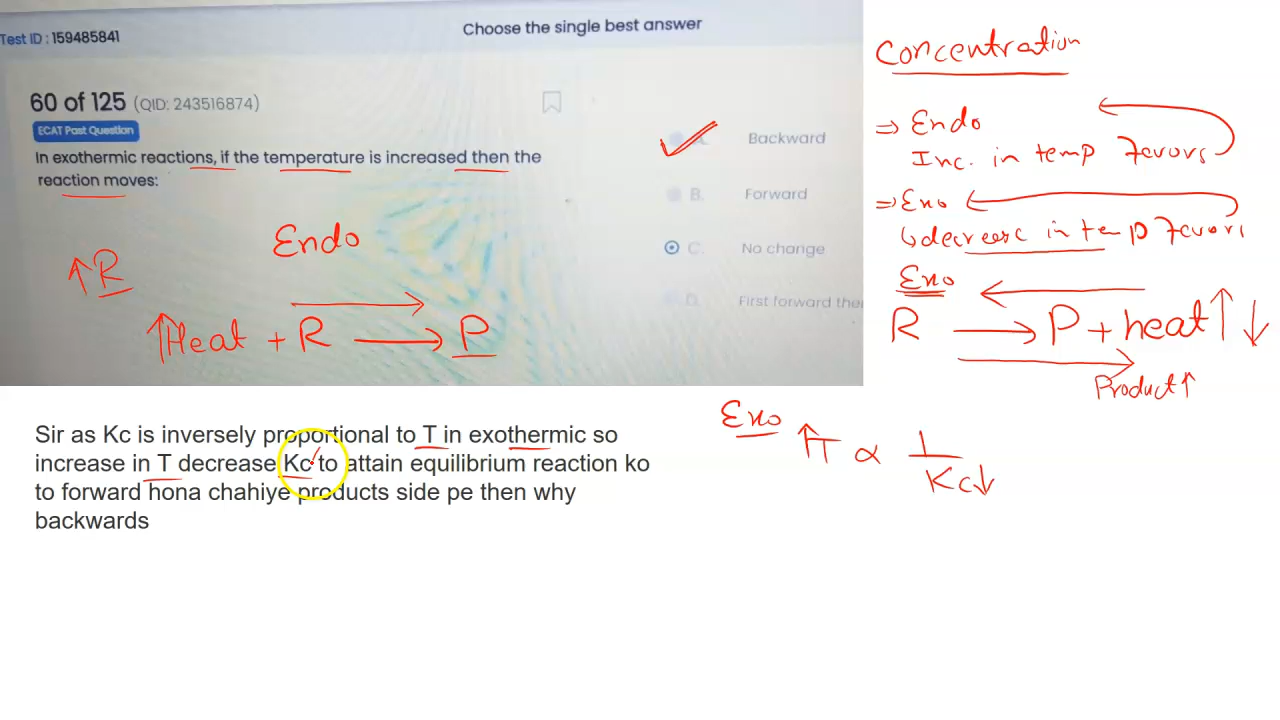 Test ID : 159485841
Choose the single best answer
60 of 125 (QID: 243516874)
ECAT Past Question
In exothermic reactions, if the temperature is increased then the
reaction moves:
Backward
B. Forward
C. No change
D. First forward the
Endo
↑R
↑Heat + R ⟶ P
Concentration
⇒ Endo
Inc. in temp favors
⇒ Exo
↳decrease in temp favors
Exo
R ⟶ P + heat ↑ ↓
Product ↑
Sir as Kc is inversely proportional to T in exothermic so
increase in T decrease Kc to attain equilibrium reaction ko
to forward hona chahiye products side pe then why
backwards
Exo
↑T ∝ 1/Kc↓